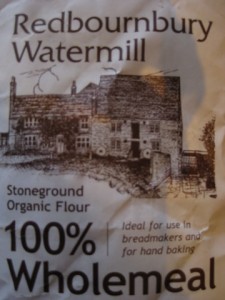 Redbournbury
Watermill
Stoneground
Organic Flour
100%
Ideal for use in
breadmakers and
for hand baking
Wholemeal